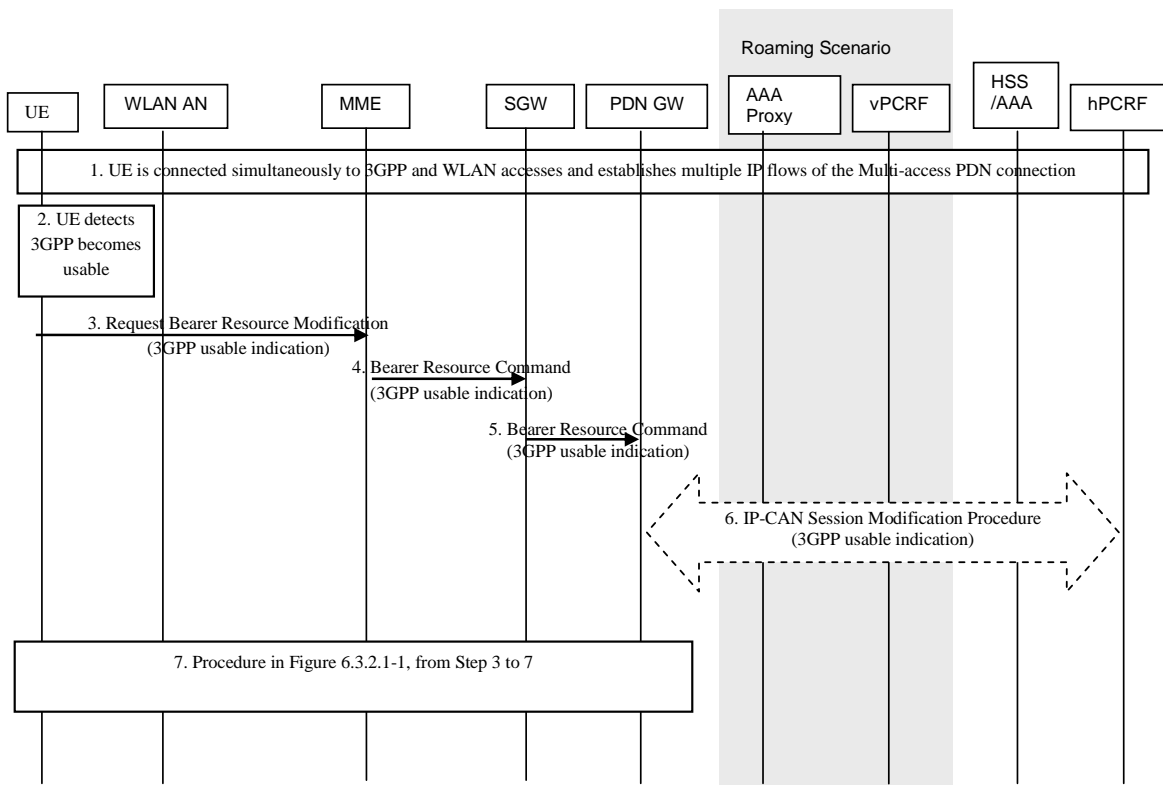 Roaming Scenario
UE
WLAN AN
MME
SGW
PDN GW
AAA
Proxy
vPCRF
HSS
/AAA
hPCRF
1. UE is connected simultaneously to 3GPP and WLAN accesses and establishes multiple IP flows of the Multi-access PDN connection
2. UE detects
3GPP becomes
usable
3. Request Bearer Resource Modification
(3GPP usable indication)
4. Bearer Resource Command
(3GPP usable indication)
5. Bearer Resource Command
(3GPP usable indication)
6. IP-CAN Session Modification Procedure
(3GPP usable indication)
7. Procedure in Figure 6.3.2.1-1, from Step 3 to 7